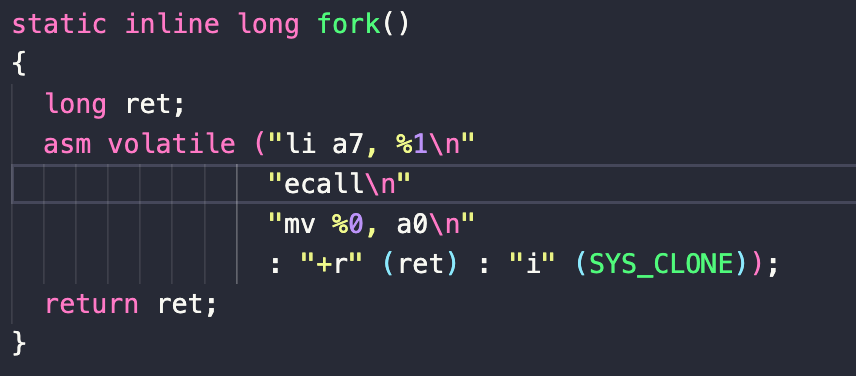 static inline long fork()
{
long ret;
asm volatile ("li a7, %1\n"
"ecall\n"
"mv %0, a0\n"
: "+r" (ret) : "i" (SYS_CLONE));
return ret;
}